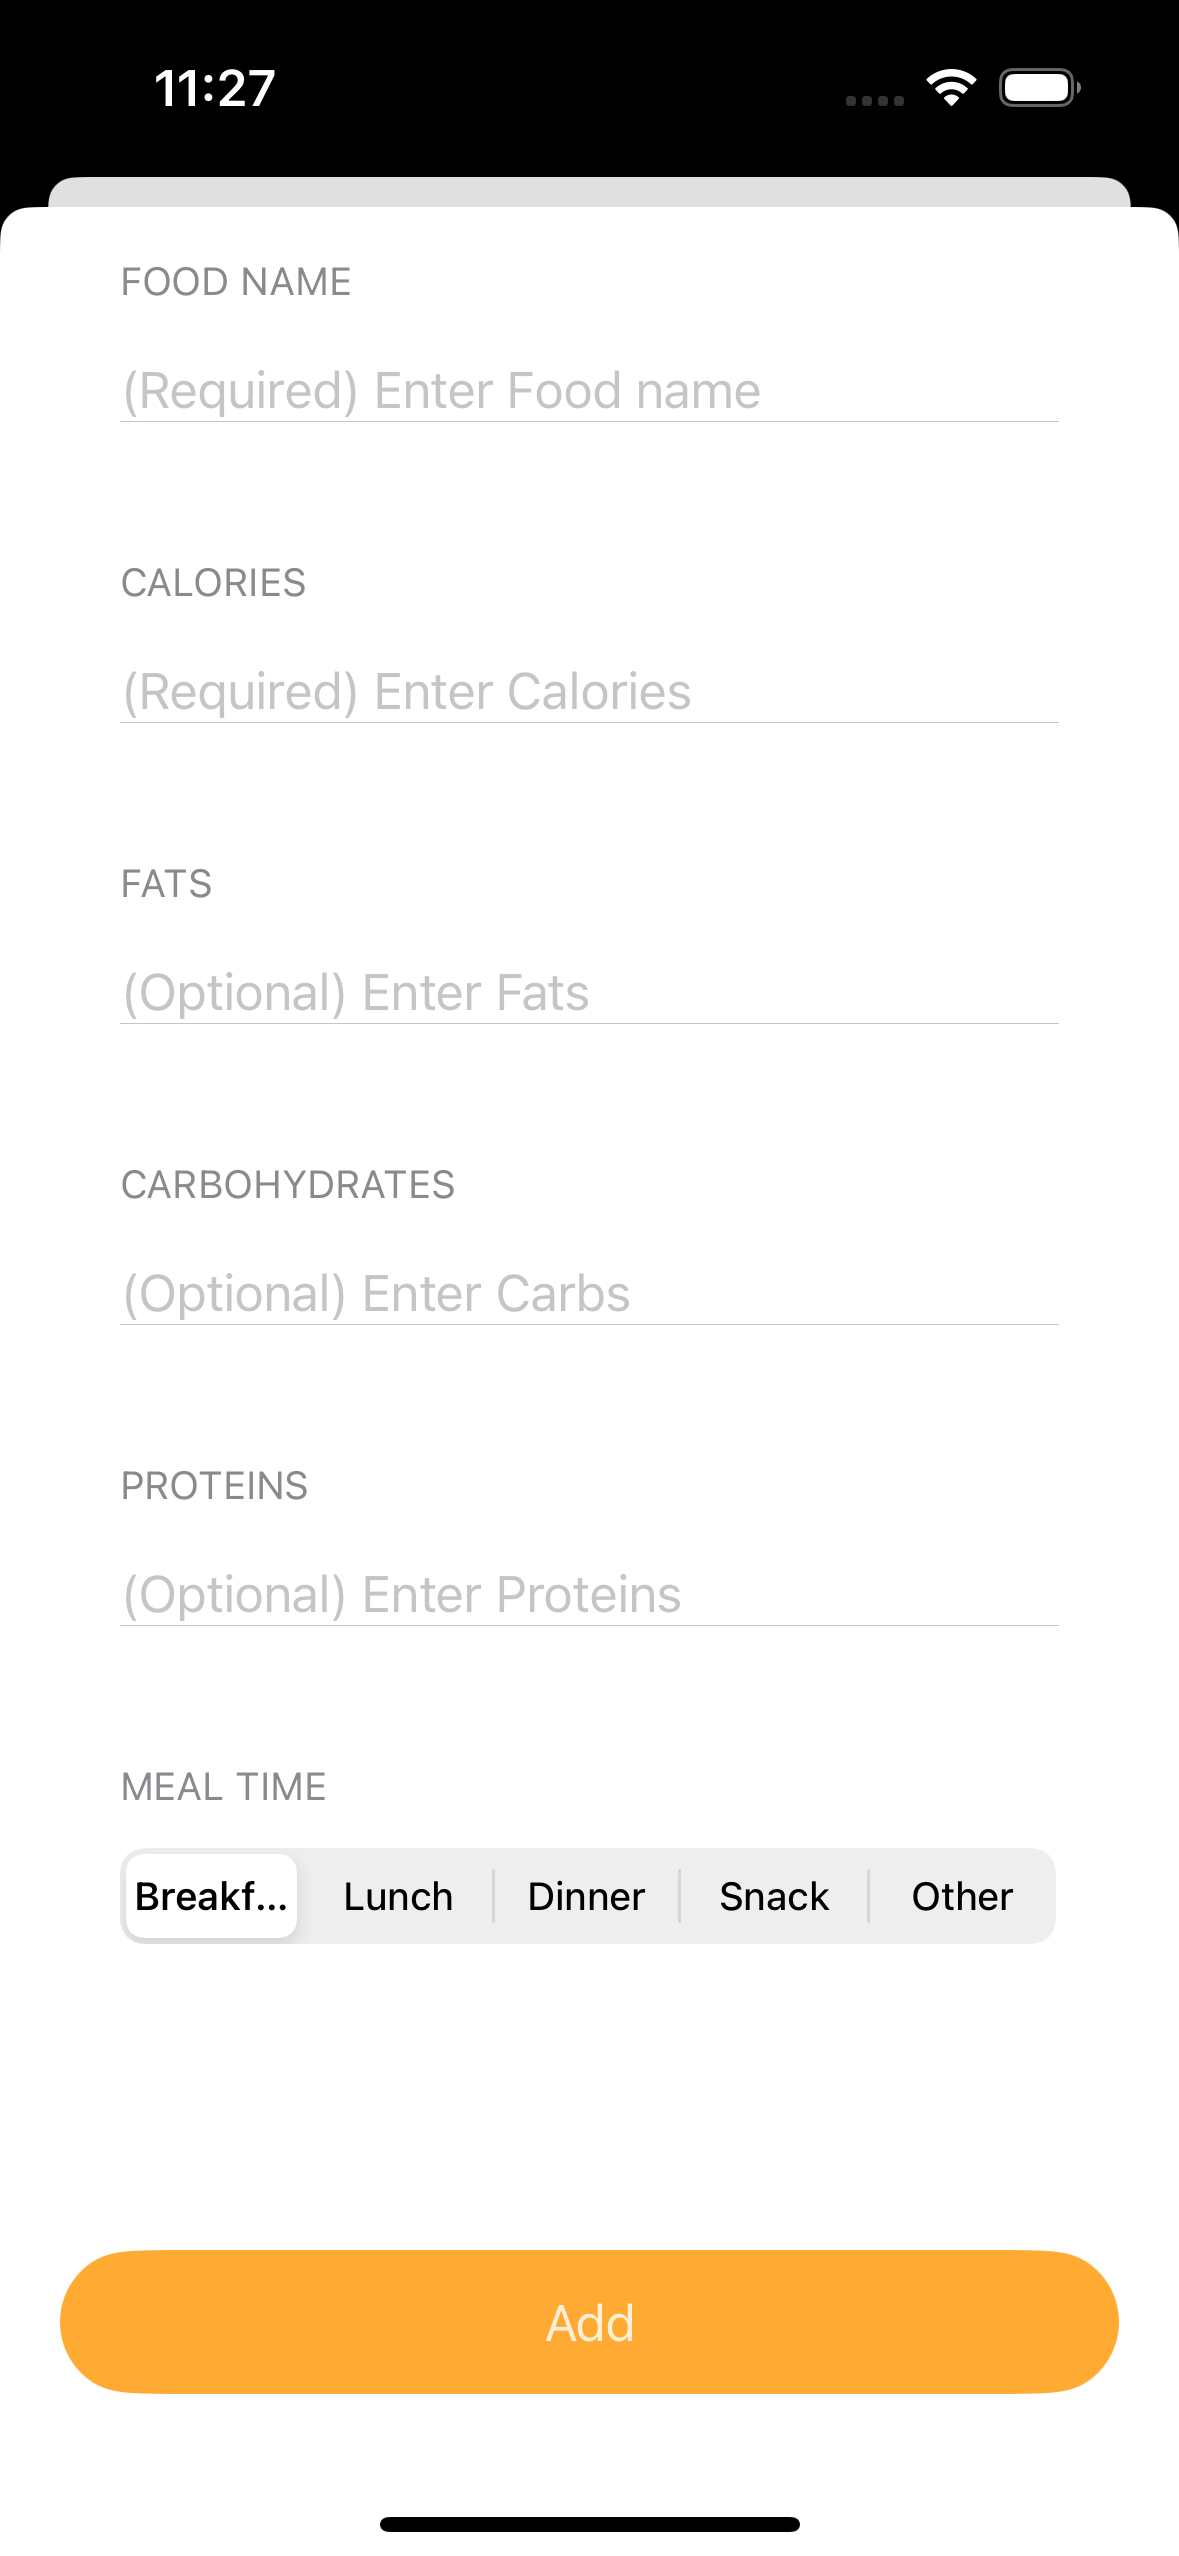 11:27
FOOD NAME
(Required) Enter Food name
CALORIES
(Required) Enter Calories
FATS
(Optional) Enter Fats
CARBOHYDRATES
(Optional) Enter Carbs
PROTEINS
(Optional) Enter Proteins
MEAL TIME
Breakf... Lunch Dinner Snack Other
Add